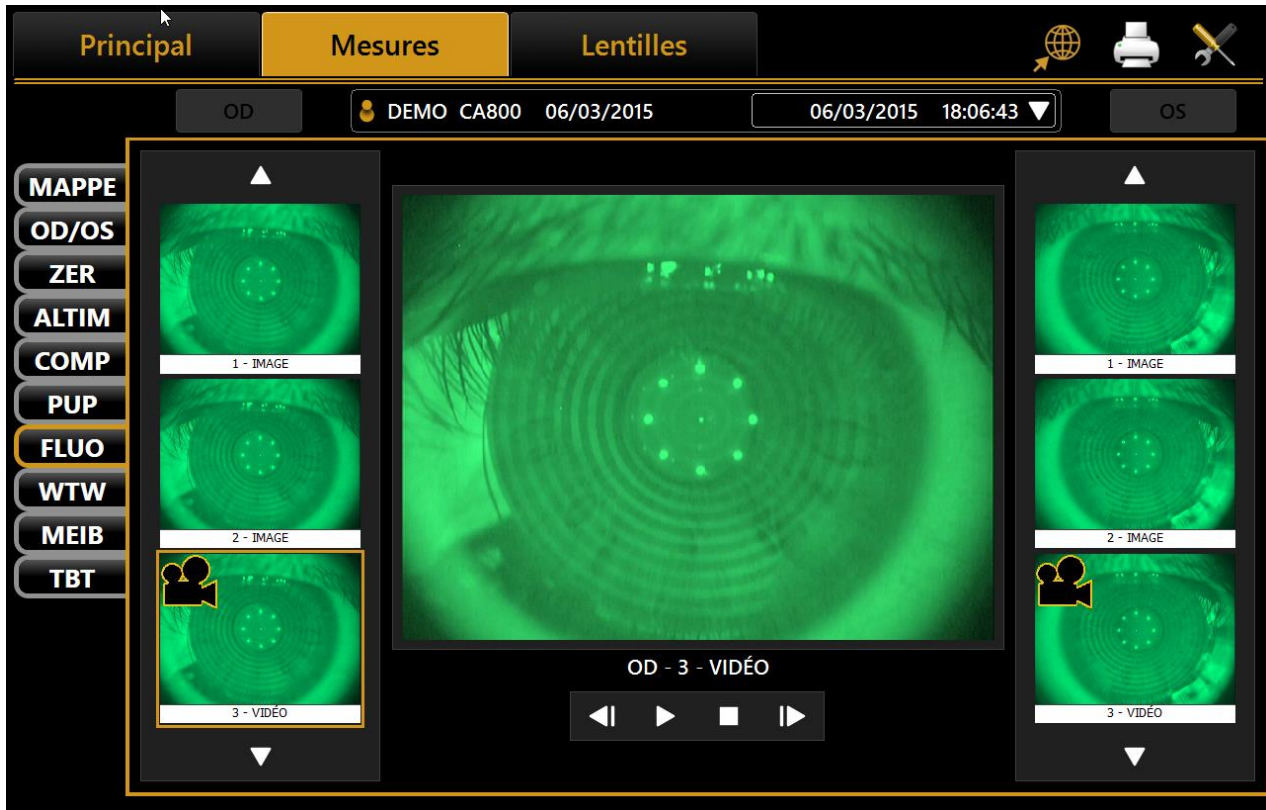 Principal
Mesures
Lentilles
OD
DEMO CA800 06/03/2015
06/03/2015 18:06:43
OS
MAPPE
OD/OS
ZER
ALTIM
COMP
PUP
FLUO
WTW
MEIB
TBT
1 - IMAGE
2 - IMAGE
3 - VIDÉO
OD - 3 - VIDÉO
1 - IMAGE
2 - IMAGE
3 - VIDÉO